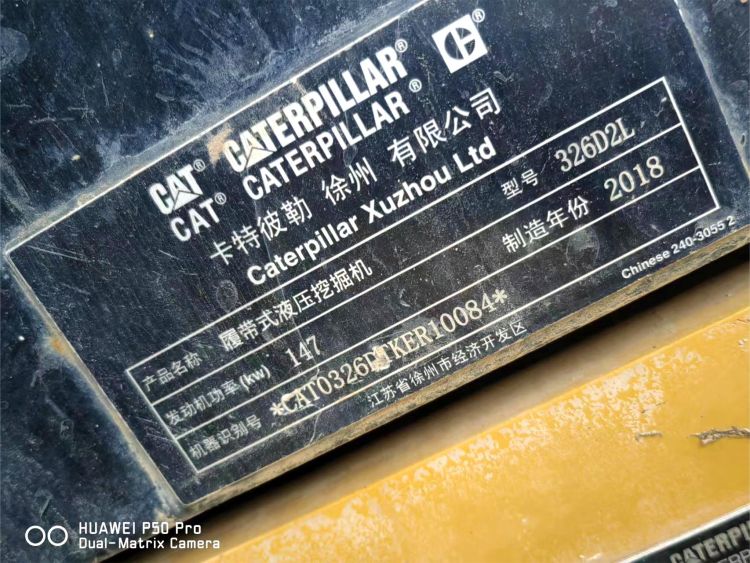 CAT® CATERPILLAR®
CAT® CATERPILLAR®
卡特彼勒 徐州 有限公司
Caterpillar Xuzhou Ltd
产品名称 履带式液压挖掘机 型号 326D2L
发动机功率 (kw) 147 制造年份 2018
机器识别号
江苏省徐州市经济开发区
Chinese 240-3055 2
HUAWEI P50 Pro
Dual-Matrix Camera
CATERPILLAR